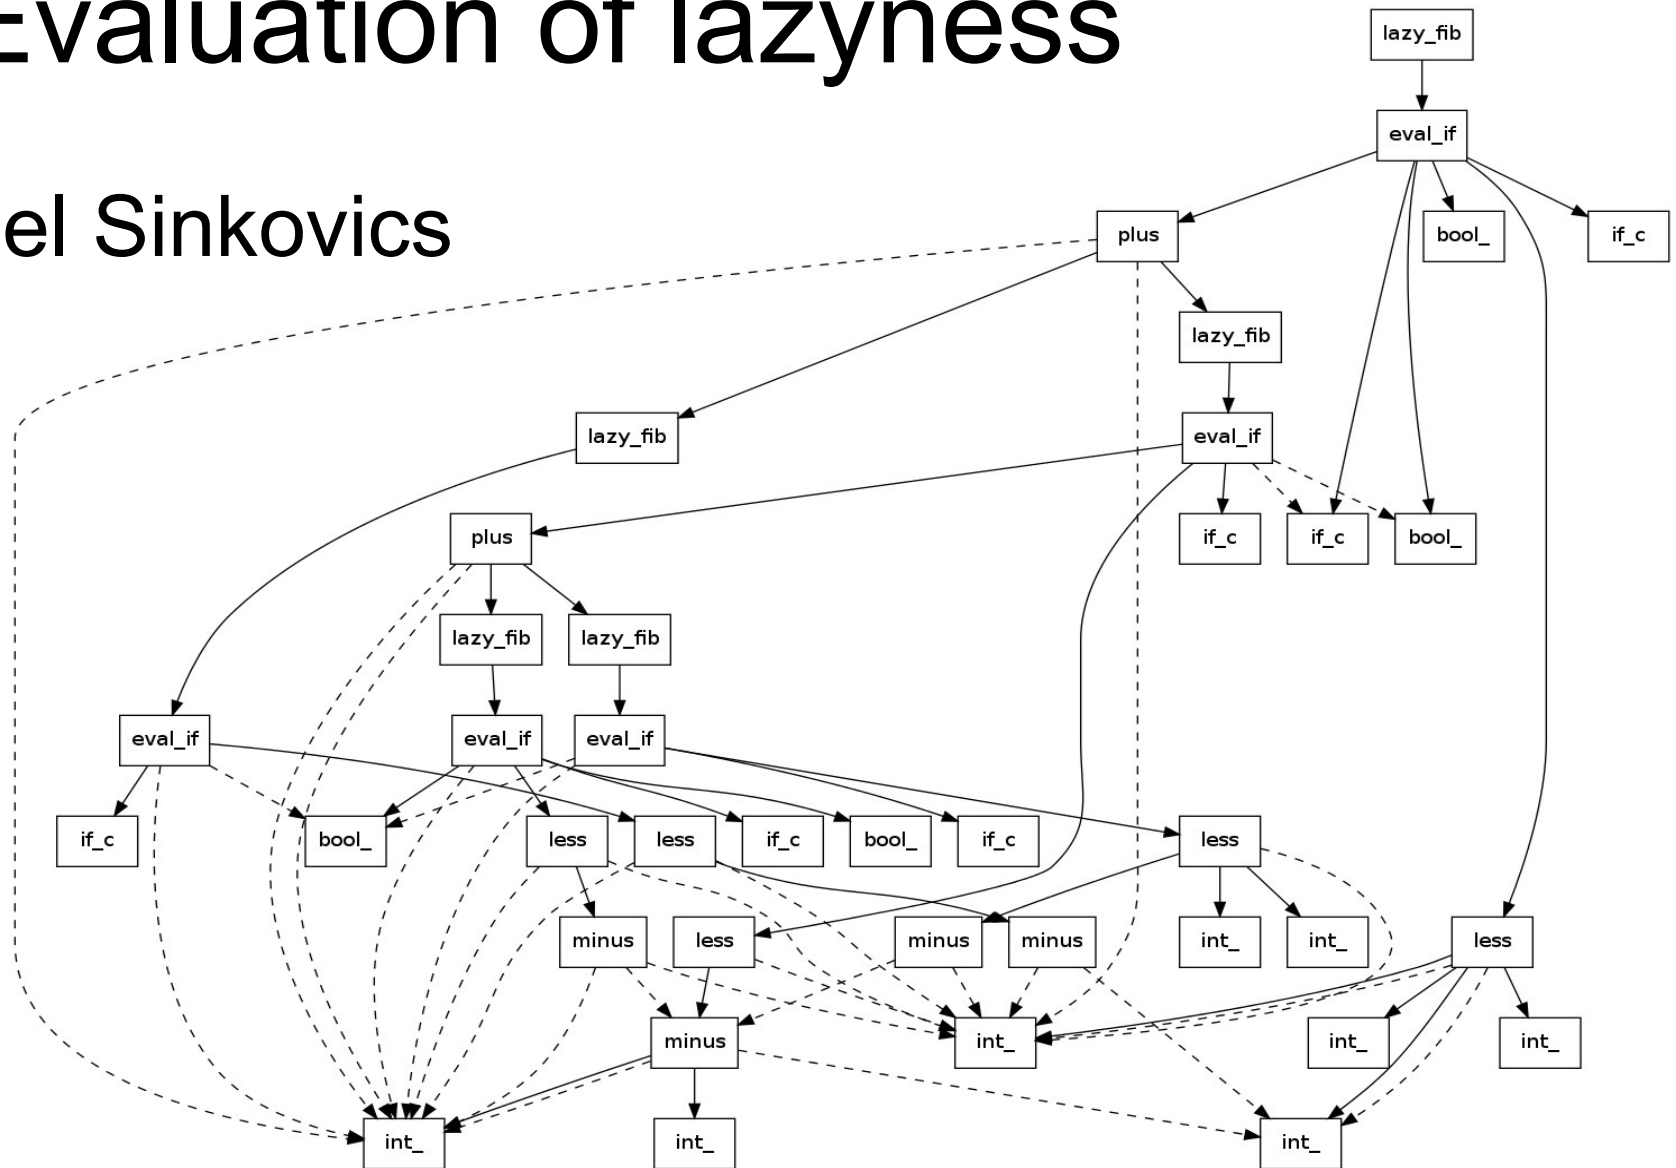 Evaluation of lazyness
el Sinkovics
lazy_fib
eval_if
plus
bool_
if_c
lazy_fib
lazy_fib
eval_if
plus
if_c
if_c
bool_
lazy_fib
lazy_fib
eval_if
eval_if
eval_if
if_c
bool_
less
less
if_c
bool_
if_c
less
minus
less
minus
minus
int_
int_
less
minus
int_
int_
int_
int_
int_
int_